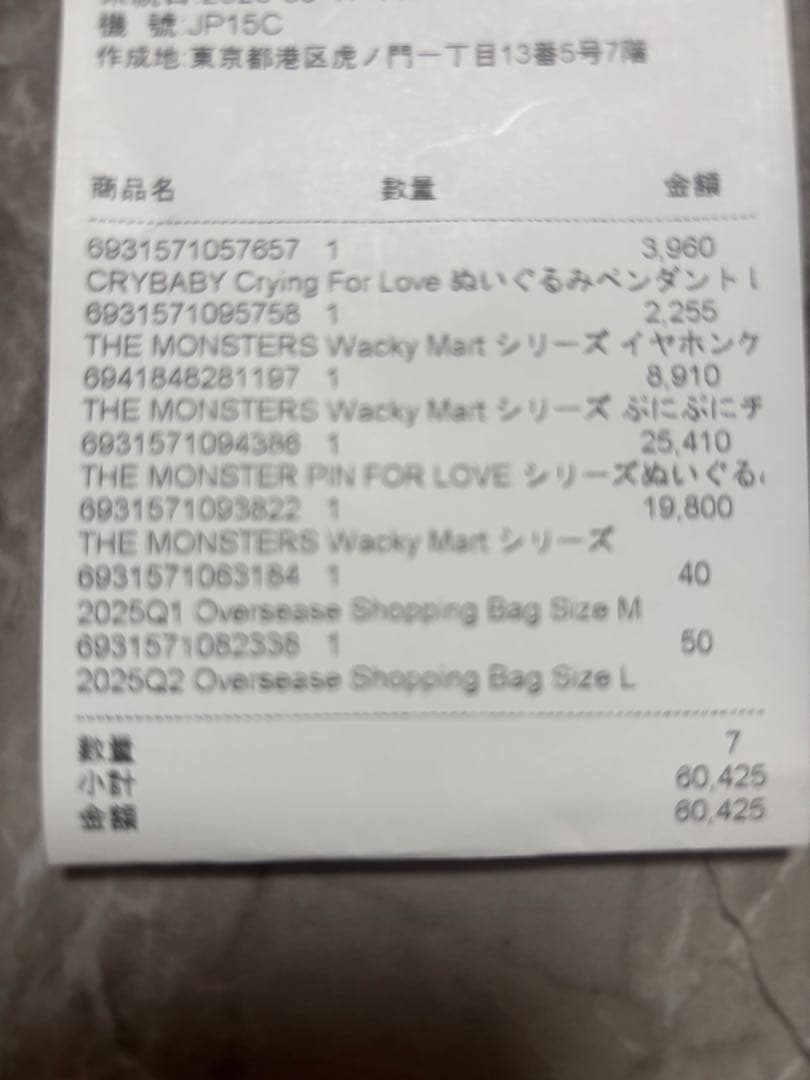 機 號:JP15C
作成地:東京都港区虎ノ門一丁目13番5号7階
商品名 数量 金額
6931571057657 1 3,960
CRYBABY Crying For Love ぬいぐるみペンダント
6931571095758 1 2,255
THE MONSTERS Wacky Mart シリーズ イヤホンケ
6941848281197 1 8,910
THE MONSTERS Wacky Mart シリーズ ぷにぷにチ
6931571094386 1 25,410
THE MONSTER PIN FOR LOVE シリーズぬいぐる
6931571093822 1 19,800
THE MONSTERS Wacky Mart シリーズ
6931571063184 1 40
2025Q1 Oversease Shopping Bag Size M
6931571082338 1 50
2025Q2 Oversease Shopping Bag Size L
数量 7
小計 60,425
金額 60,425